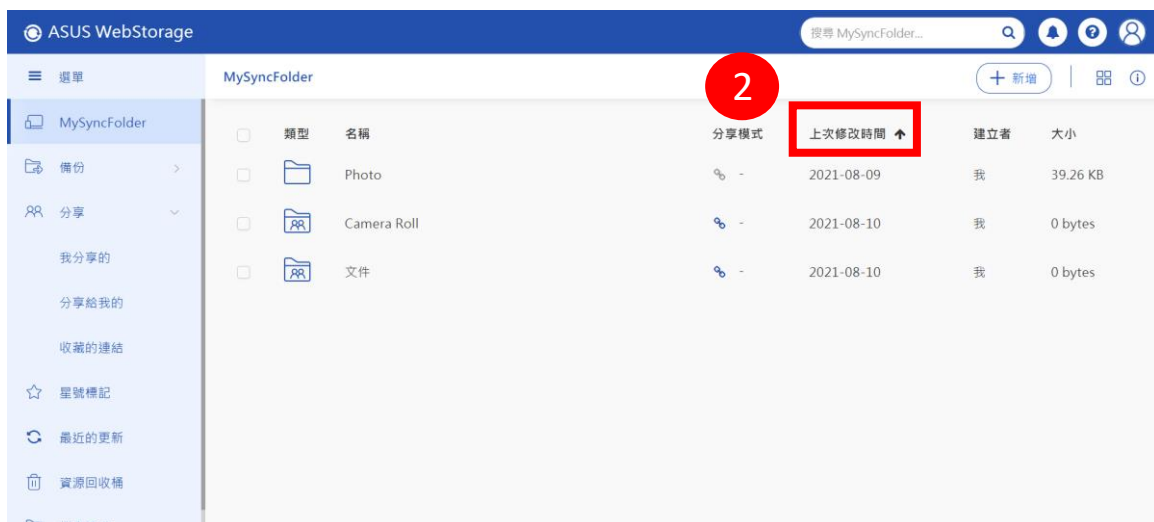 ASUS WebStorage
搜尋 MySyncFolder...
選單
MySyncFolder
新增
2
MySyncFolder
備份
分享
我分享的
分享給我的
收藏的連結
星號標記
最近的更新
資源回收桶
類型 名稱 分享模式 上次修改時間 建立者 大小
Photo - 2021-08-09 我 39.26 KB
Camera Roll - 2021-08-10 我 0 bytes
文件 - 2021-08-10 我 0 bytes